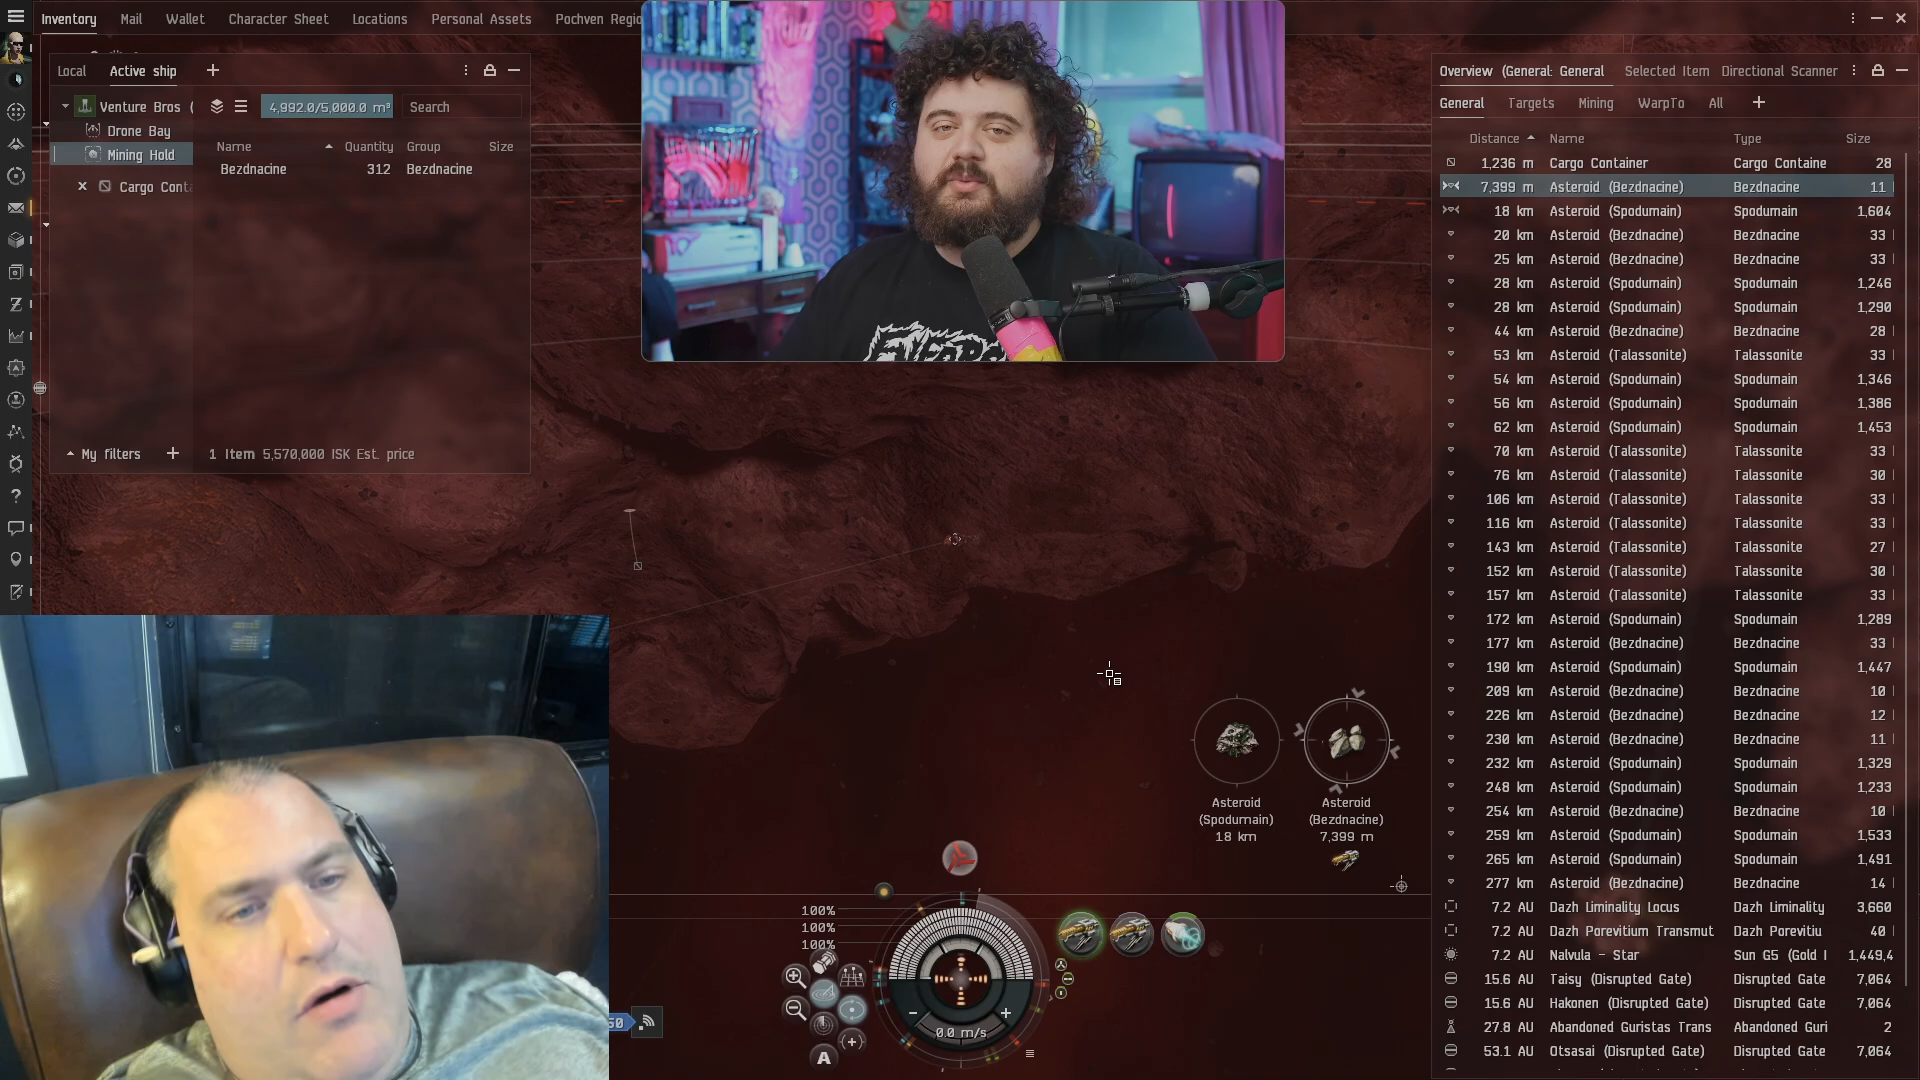 Inventory Mail Wallet Character Sheet Locations Personal Assets Pochven Regio
Local Active ship
Venture Bros ( 4,992.0/5,000.0 m³ Search
Drone Bay
Mining Hold
Cargo Cont
Name Quantity Group Size
Bezdnacine 312 Bezdnacine
My filters 1 Item 5,570,000 ISK Est. price
Overview (General: General Selected Item Directional Scanner
General Targets Mining WarpTo All
Distance Name Type Size
1,236 m Cargo Container Cargo Containe 28
7,399 m Asteroid (Bezdnacine) Bezdnacine 11
18 km Asteroid (Spodumain) Spodumain 1,604
20 km Asteroid (Bezdnacine) Bezdnacine 33
25 km Asteroid (Bezdnacine) Bezdnacine 33
28 km Asteroid (Spodumain) Spodumain 1,246
28 km Asteroid (Spodumain) Spodumain 1,290
44 km Asteroid (Bezdnacine) Bezdnacine 28
53 km Asteroid (Talassonite) Talassonite 33
54 km Asteroid (Spodumain) Spodumain 1,346
56 km Asteroid (Spodumain) Spodumain 1,386
62 km Asteroid (Spodumain) Spodumain 1,453
70 km Asteroid (Talassonite) Talassonite 33
76 km Asteroid (Talassonite) Talassonite 30
106 km Asteroid (Talassonite) Talassonite 33
116 km Asteroid (Talassonite) Talassonite 33
143 km Asteroid (Talassonite) Talassonite 27
152 km Asteroid (Talassonite) Talassonite 30
157 km Asteroid (Talassonite) Talassonite 33
172 km Asteroid (Spodumain) Spodumain 1,289
177 km Asteroid (Bezdnacine) Bezdnacine 33
190 km Asteroid (Spodumain) Spodumain 1,447
209 km Asteroid (Bezdnacine) Bezdnacine 10
226 km Asteroid (Bezdnacine) Bezdnacine 12
230 km Asteroid (Bezdnacine) Bezdnacine 11
232 km Asteroid (Spodumain) Spodumain 1,329
248 km Asteroid (Spodumain) Spodumain 1,233
254 km Asteroid (Bezdnacine) Bezdnacine 10
259 km Asteroid (Spodumain) Spodumain 1,533
265 km Asteroid (Spodumain) Spodumain 1,491
277 km Asteroid (Bezdnacine) Bezdnacine 14
7.2 AU Dazh Liminality Locus Dazh Liminality 3,660
7.2 AU Dazh Porevitium Transmut Dazh Porevitiu 40
7.2 AU Nalvula - Star Sun G5 (Gold 1,449,4
15.6 AU Taisy (Disrupted Gate) Disrupted Gate 7,064
15.6 AU Hakonen (Disrupted Gate) Disrupted Gate 7,064
27.8 AU Abandoned Guristas Trans Abandoned Guri 2
53.1 AU Otsasai (Disrupted Gate) Disrupted Gate 7,064
Asteroid
(Spodumain)
18 km
Asteroid
(Bezdnacine)
7,399 m
100%
100%
100%
0.0 m/s
A